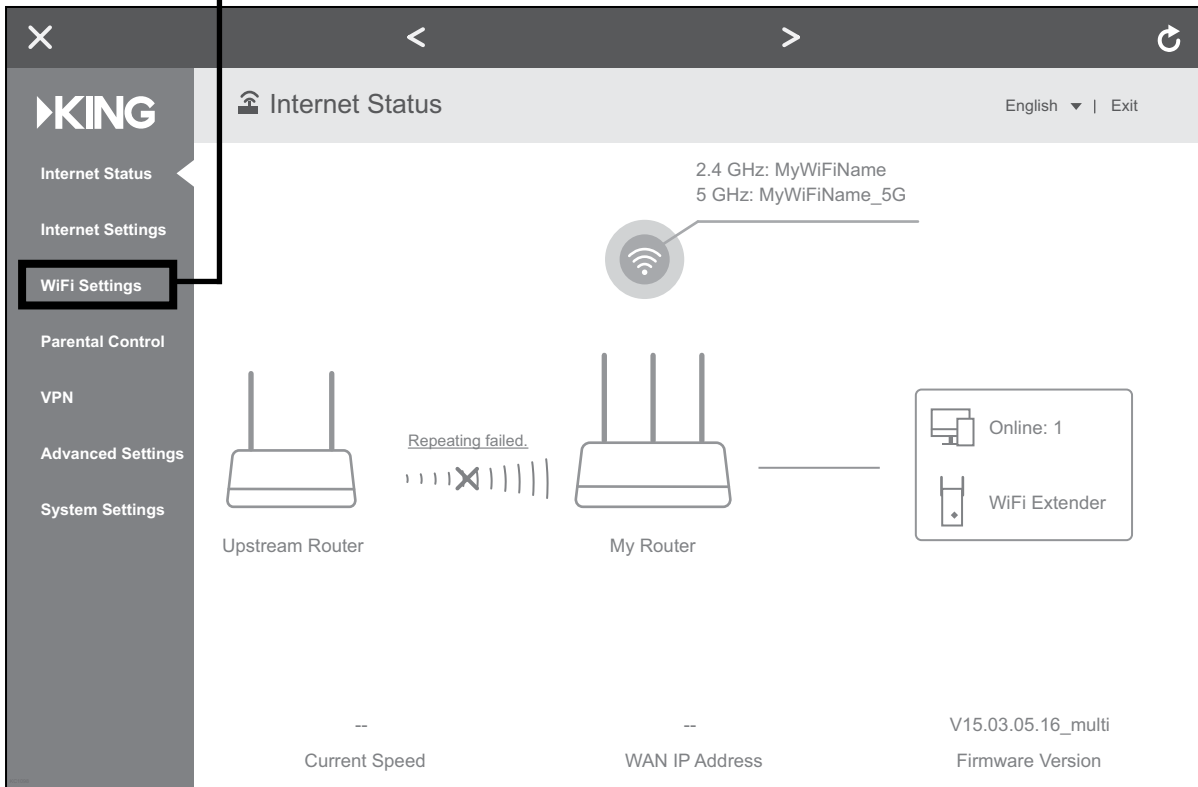 KING
Internet Status
English | Exit
Internet Status
Internet Settings
WiFi Settings
Parental Control
VPN
Advanced Settings
System Settings
2.4 GHz: MyWiFiName
5 GHz: MyWiFiName_5G
Repeating failed.
Upstream Router
My Router
Online: 1
WiFi Extender
--
Current Speed
--
WAN IP Address
V15.03.05.16_multi
Firmware Version